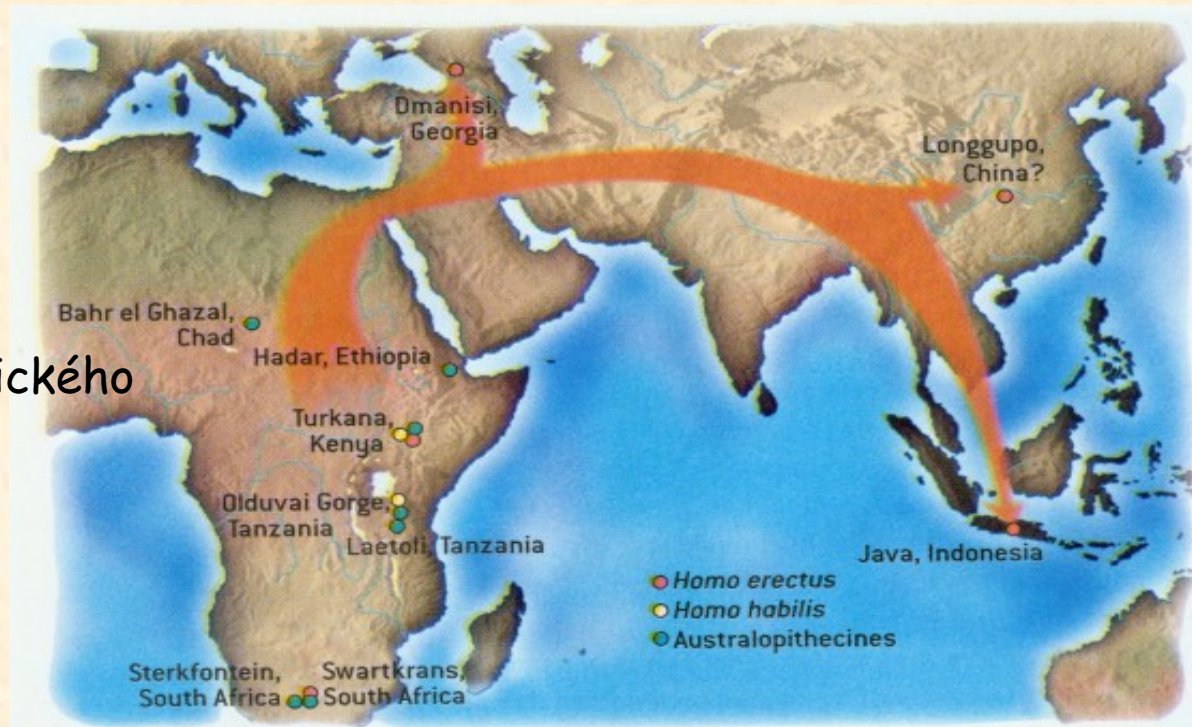 Dmanisi,
Georgia
Longgupo,
China?
Bahr el Ghazal,
Chad
Hadar, Ethiopia
ického
Turkana,
Kenya
Olduvai Gorge,
Tanzania
Laetoli, Tanzania
Java, Indonesia
Homo erectus
Homo habilis
Australopithecines
Sterkfontein,
South Africa
Swartkrans,
South Africa